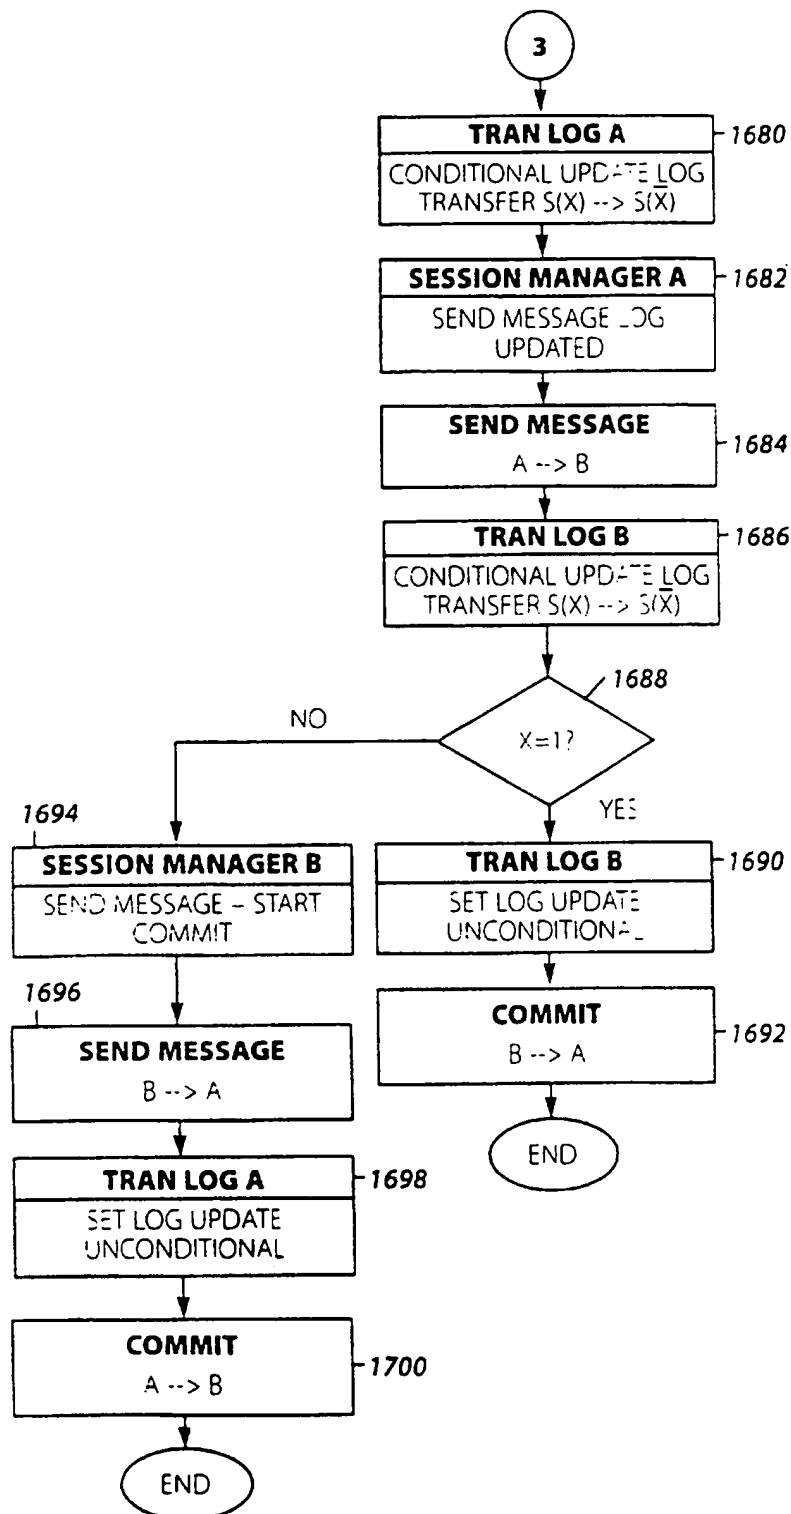 3
TRAN LOG A
1680
CONDITIONAL UPDATE LOG
TRANSFER S(X) --> S(X̅)
SESSION MANAGER A
1682
SEND MESSAGE LOG
UPDATED
SEND MESSAGE
1684
A --> B
TRAN LOG B
1686
CONDITIONAL UPDATE LOG
TRANSFER S(X) --> S(X̅)
1688
X=1?
NO
YES
1694
SESSION MANAGER B
SEND MESSAGE – START
COMMIT
TRAN LOG B
1690
SET LOG UPDATE
UNCONDITIONAL
1696
SEND MESSAGE
B --> A
COMMIT
1692
B --> A
END
TRAN LOG A
1698
SET LOG UPDATE
UNCONDITIONAL
COMMIT
1700
A --> B
END